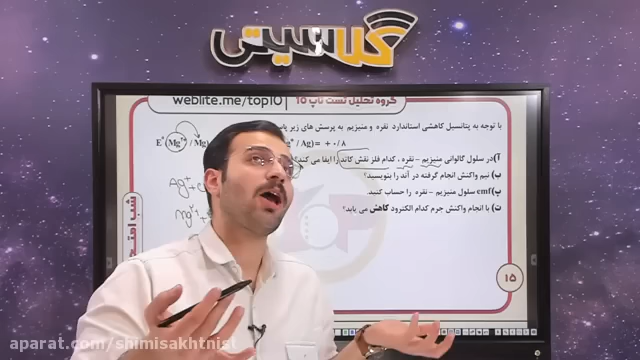 کلاسیتی
weblite.me/top10 | گروه تحلیل تست تاپ ۱۵
با توجه به پتانسیل کاهشی استاندارد نقره و منیزیم به پرسش های زیر
E° (Mg²⁺ / Mg)
/ Ag) = +۰/۸
آ) در سلول گالوانی منیزیم - نقره ، کدام فلز نقش کاتد را ایفا می کند؟
ب) نیم واکنش انجام گرفته در آند را بنویسید؟
پ) emf سلول منیزیم - نقره را حساب کنید.
ت) با انجام واکنش جرم کدام الکترود کاهش می یابد؟
Ag⁺
mg²⁺
۱۵
aparat.com/shimisakhtnist